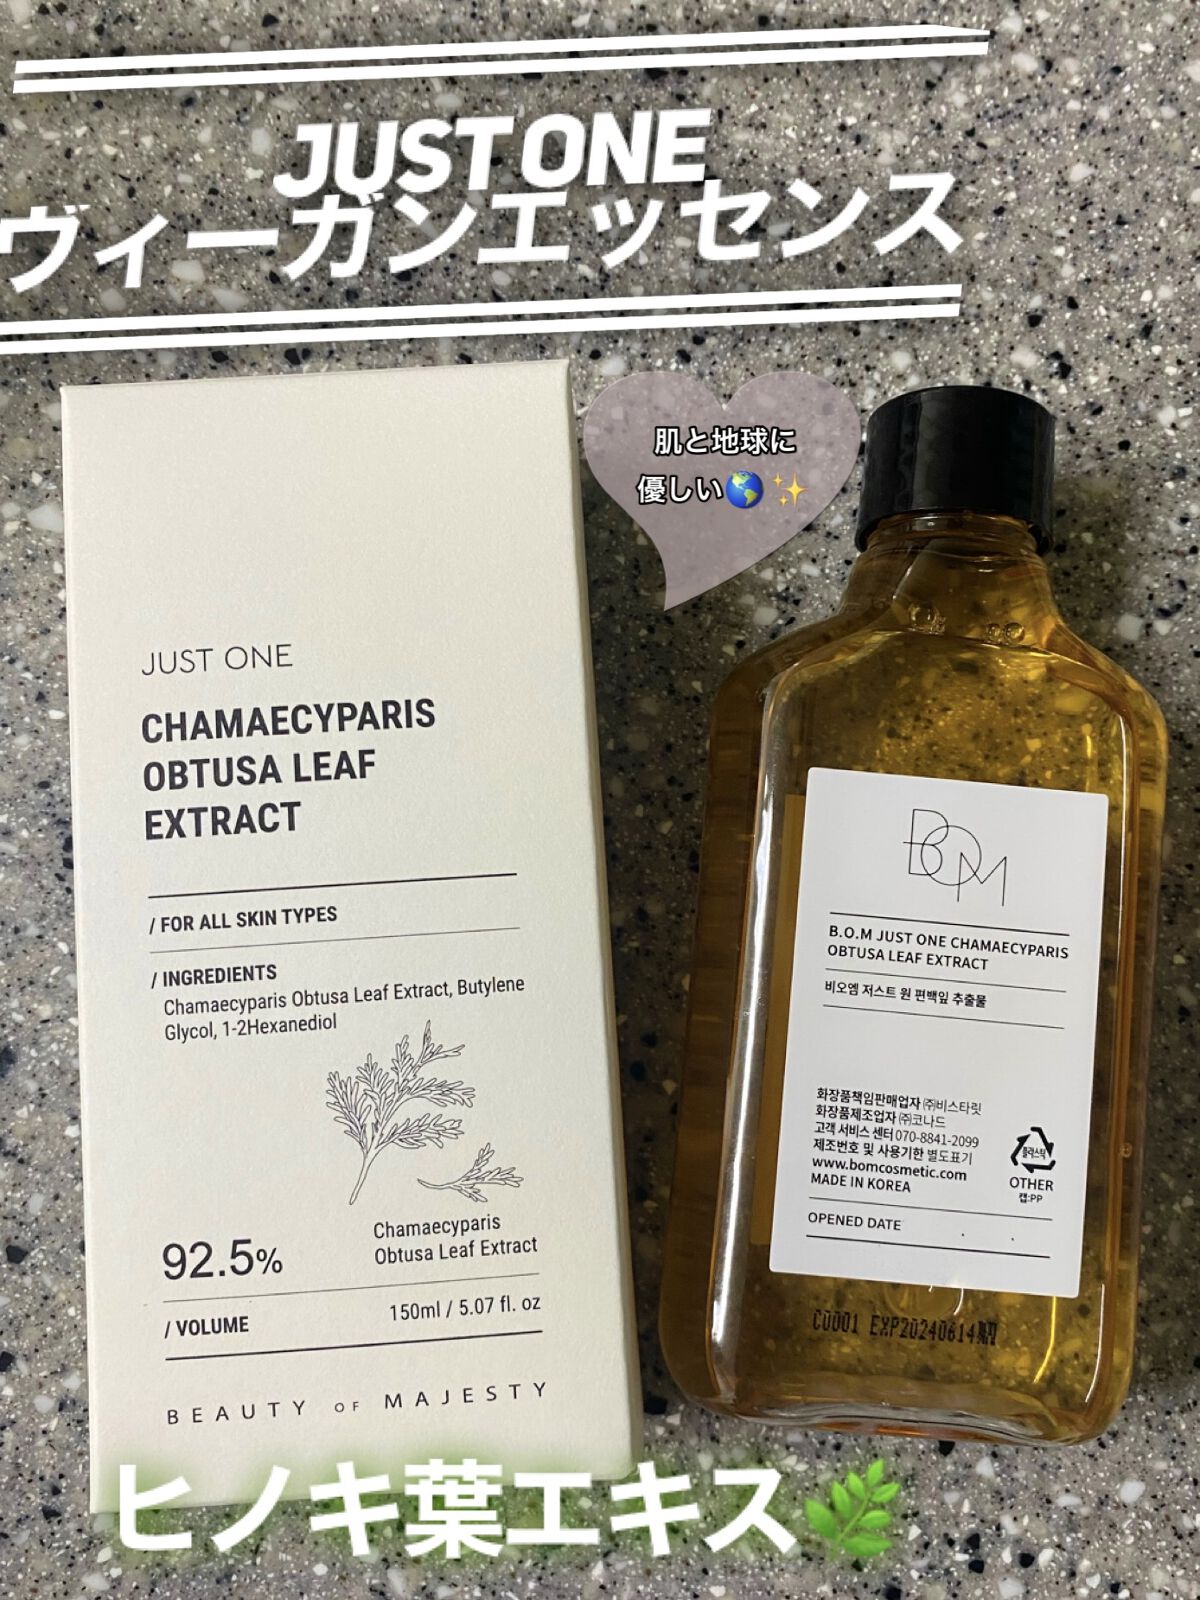 JUST ONE
ヴィーガンエッセンス
肌と地球に
優しい🌎✨
JUST ONE
CHAMAECYPARIS
OBTUSA LEAF
EXTRACT
/ FOR ALL SKIN TYPES
/ INGREDIENTS
Chamaecyparis Obtusa Leaf Extract, Butylene
Glycol, 1-2Hexanediol
92.5%
Chamaecyparis
Obtusa Leaf Extract
/ VOLUME 150ml / 5.07 fl. oz
BEAUTY OF MAJESTY
BOM
B.O.M JUST ONE CHAMAECYPARIS
OBTUSA LEAF EXTRACT
비오엠 저스트 원 편백잎 추출물
화장품책임판매업자 ㈜비스타릿
화장품제조업자 ㈜코나드
고객 서비스 센터 070-8841-2099
제조번호 및 사용기한 별도표기
www.bomcosmetic.com
MADE IN KOREA
플라스틱
OTHER
캡:PP
OPENED DATE . .
C0001 EXP20240614
ヒノキ葉エキス🌿